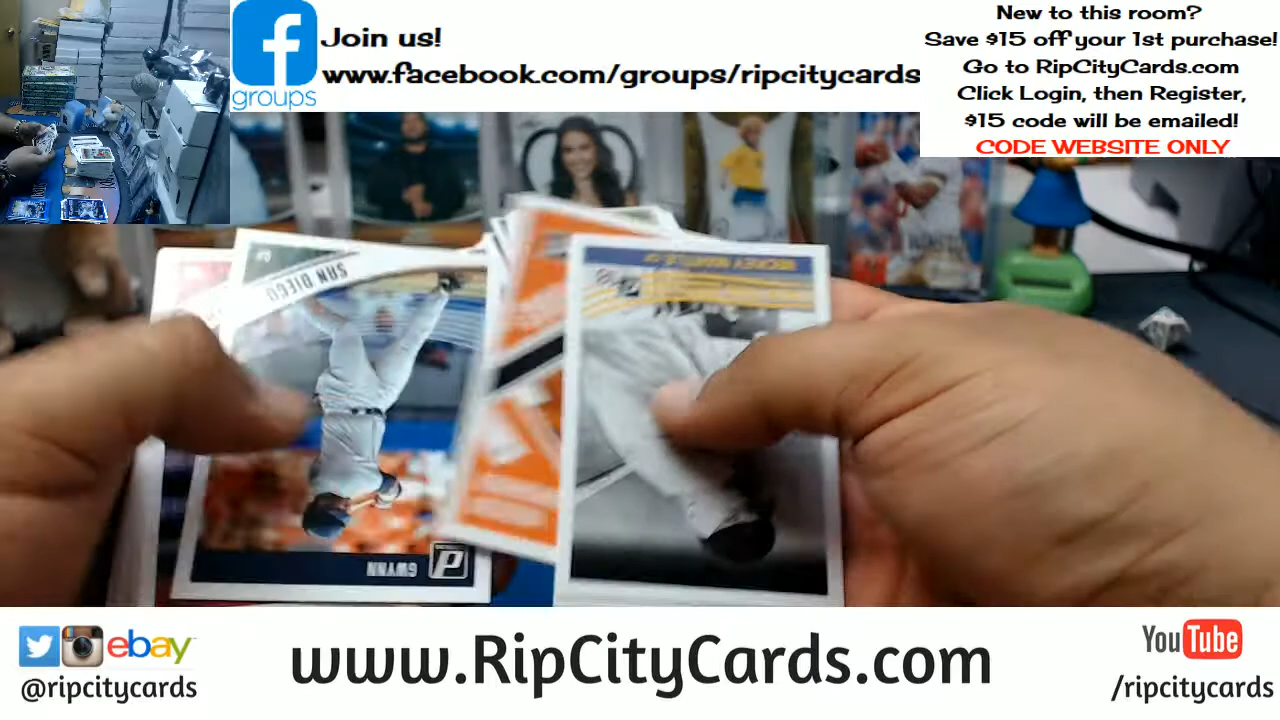 Join us!
www.facebook.com/groups/ripcitycards
groups
New to this room?
Save $15 off your 1st purchase!
Go to RipCityCards.com
Click Login, then Register,
$15 code will be emailed!
CODE WEBSITE ONLY
SAN DIEGO
GWYNN
P
ebay
@ripcitycards
www.RipCityCards.com
YouTube
/ripcitycards